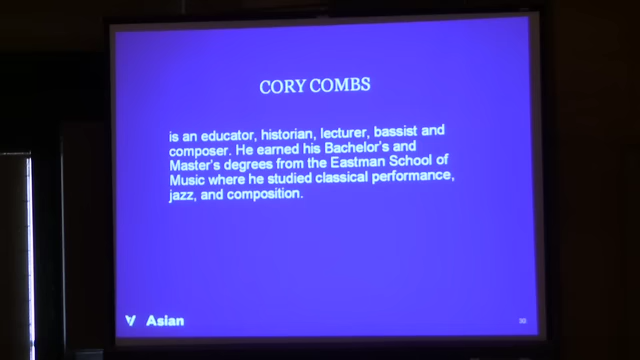 CORY COMBS
is an educator, historian, lecturer, bassist and
composer. He earned his Bachelor's and
Master's degrees from the Eastman School of
Music where he studied classical performance,
jazz, and composition.
Asian